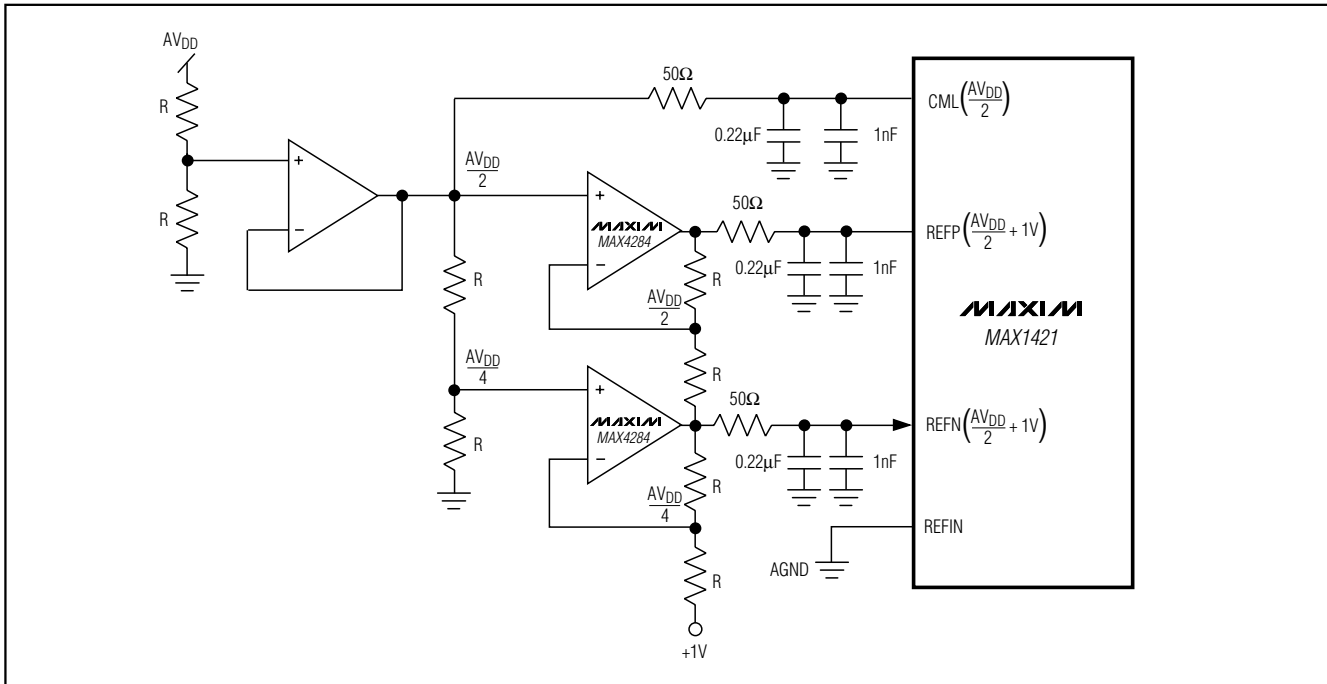 AVDD
R
R
AVDD
2
50Ω
0.22µF
1nF
CML(AVDD
2)
+
−
+
−
MAXIM
MAX4284
50Ω
R
AVDD
2
0.22µF
1nF
REFP(AVDD
2 + 1V)
MAXIM
MAX1421
R
AVDD
4
R
R
+
−
MAXIM
MAX4284
50Ω
R
AVDD
4
0.22µF
1nF
REFN(AVDD
2 + 1V)
REFIN
AGND
R
+1V